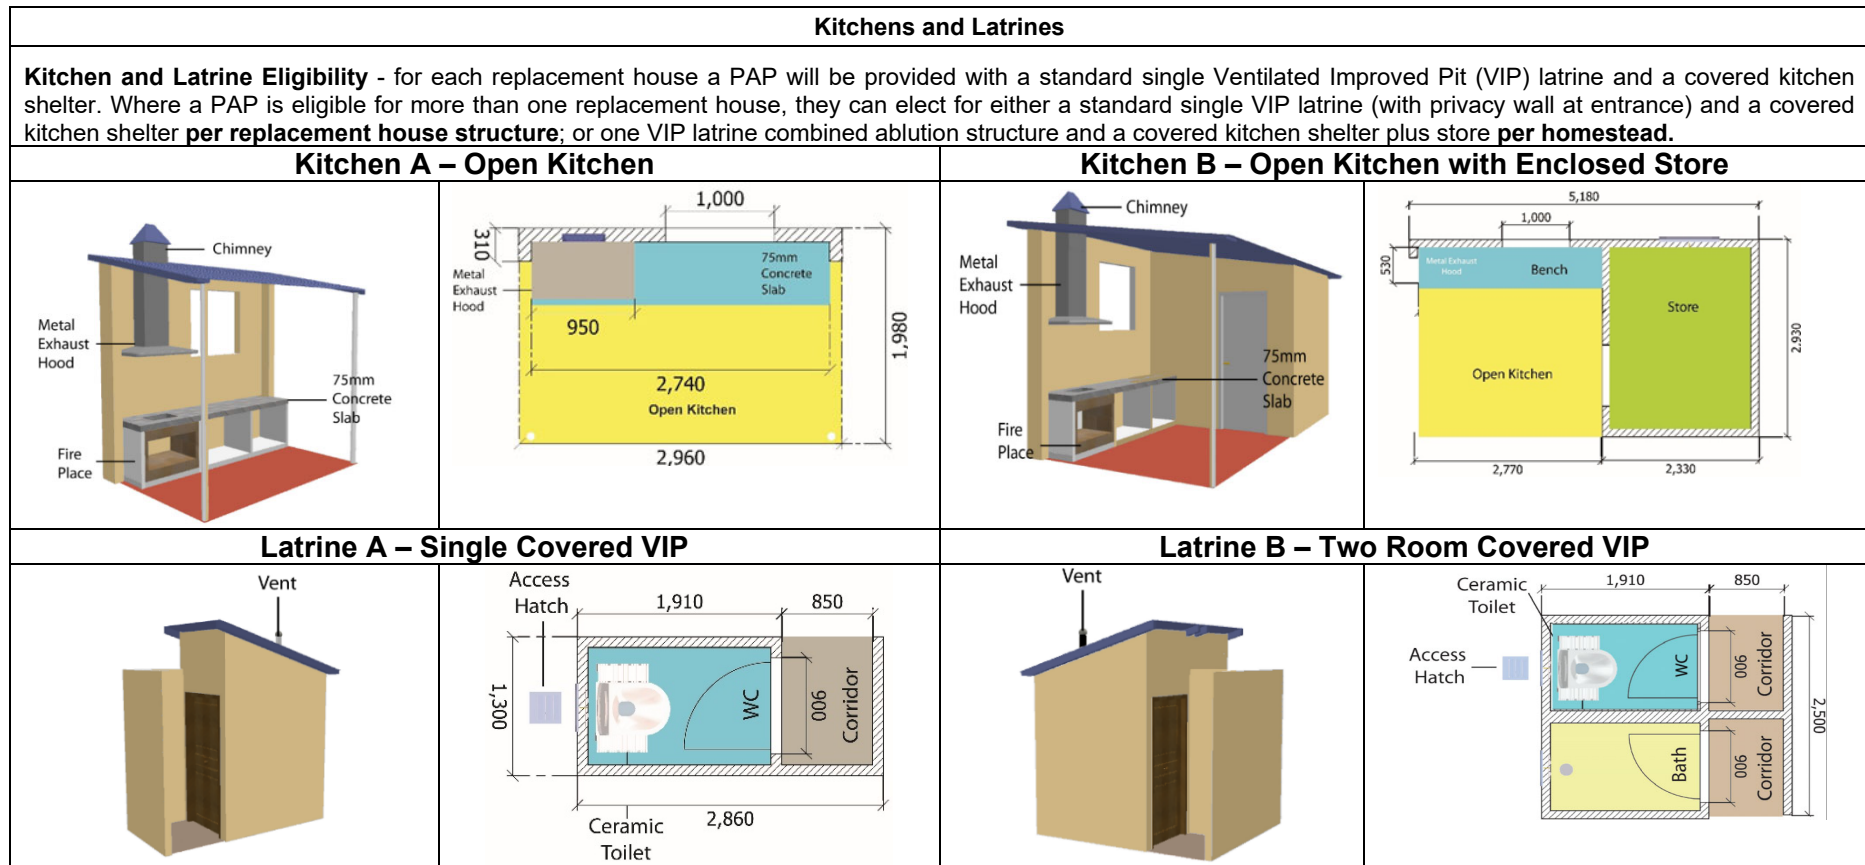 Kitchens and Latrines
Kitchen and Latrine Eligibility - for each replacement house a PAP will be provided with a standard single Ventilated Improved Pit (VIP) latrine and a covered kitchen
shelter. Where a PAP is eligible for more than one replacement house, they can elect for either a standard single VIP latrine (with privacy wall at entrance) and a covered
kitchen shelter per replacement house structure; or one VIP latrine combined ablution structure and a covered kitchen shelter plus store per homestead.
Kitchen A – Open Kitchen
Chimney
Metal
Exhaust
Hood
75mm
Concrete
Slab
Fire
Place
1,000
310
Metal
Exhaust
Hood
75mm
Concrete
Slab
950
1,980
2,740
Open Kitchen
2,960
Kitchen B – Open Kitchen with Enclosed Store
Chimney
Metal
Exhaust
Hood
75mm
Concrete
Slab
Fire
Place
5,180
1,000
530
Metal Exhaust
Hood
Bench
Store
2.930
Open Kitchen
2,770
2,330
Latrine A – Single Covered VIP
Vent
Access
Hatch
1,910
850
1,300
WC
900
Corridor
2,860
Ceramic
Toilet
Latrine B – Two Room Covered VIP
Vent
Ceramic
Toilet
1,910
850
Access
Hatch
WC
900
Corridor
2,500
Bath
900
Corridor